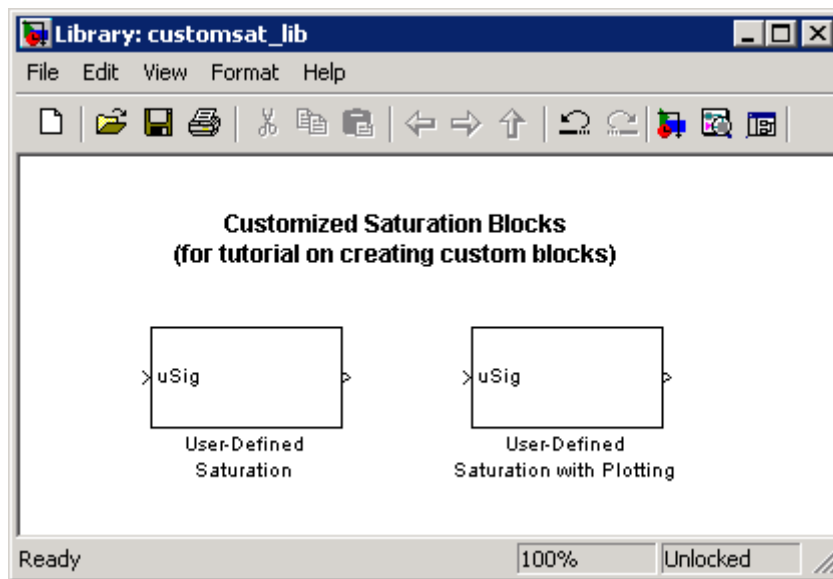 Library: customsat_lib
File Edit View Format Help
Customized Saturation Blocks
(for tutorial on creating custom blocks)
uSig
User-Defined
Saturation
uSig
User-Defined
Saturation with Plotting
Ready 100% Unlocked